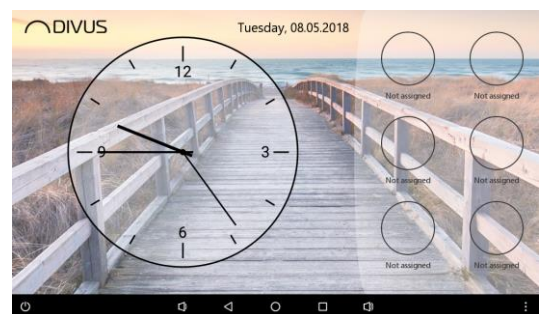 DIVUS
Tuesday, 08.05.2018
12
9
3
6
Not assigned
Not assigned
Not assigned
Not assigned
Not assigned
Not assigned